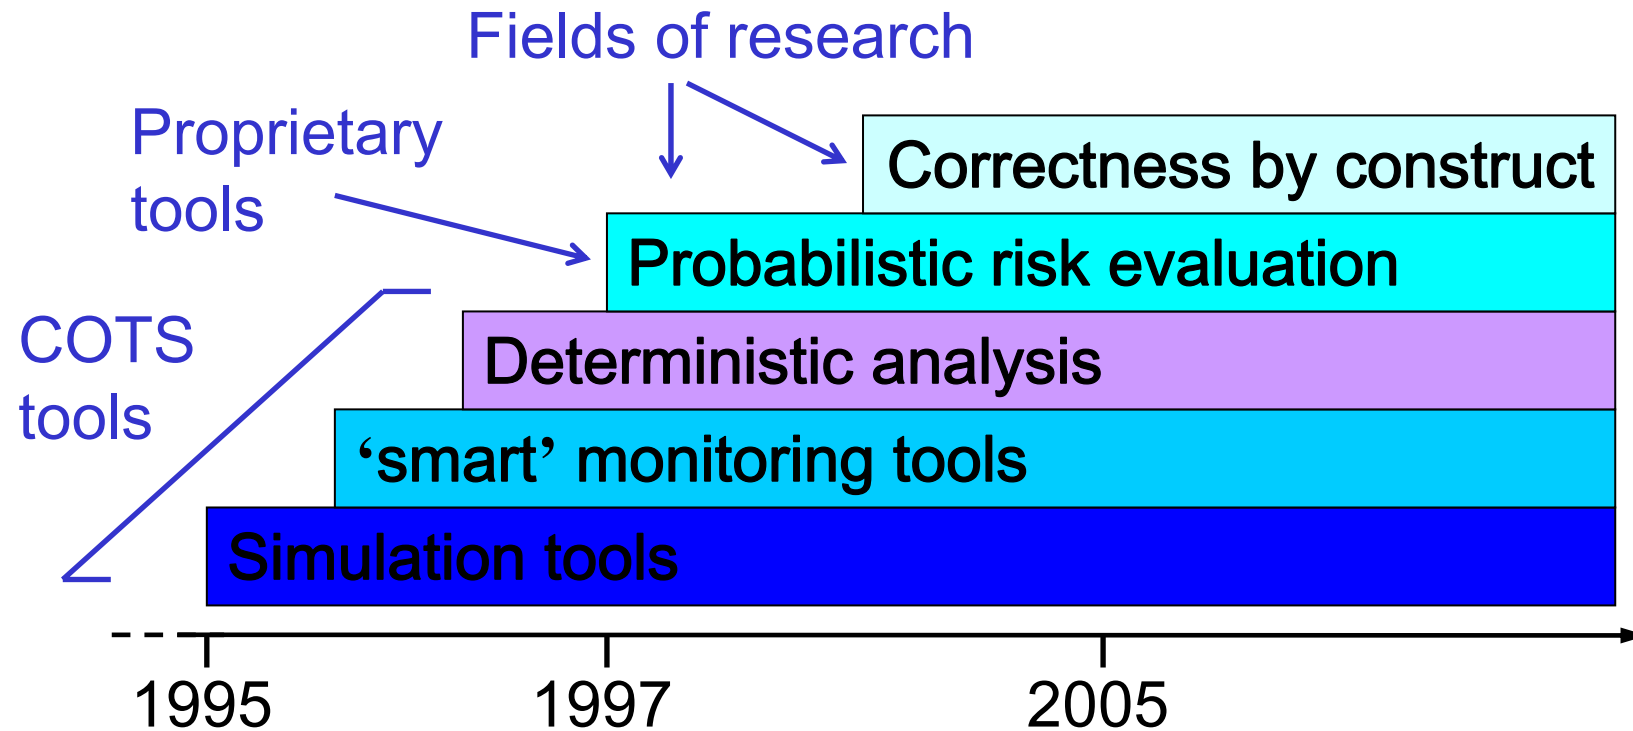 Fields of research
Proprietary
tools
Correctness by construct
Probabilistic risk evaluation
COTS
tools
Deterministic analysis
‘smart’ monitoring tools
Simulation tools
1995
1997
2005